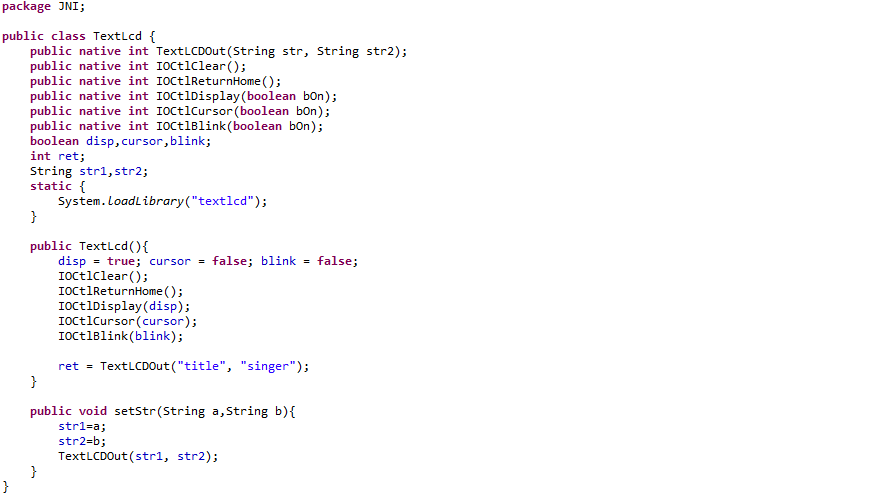 package JNI;
public class TextLcd {
public native int TextLCDOut(String str, String str2);
public native int IOCtlClear();
public native int IOCtlReturnHome();
public native int IOCtlDisplay(boolean bOn);
public native int IOCtlCursor(boolean bOn);
public native int IOCtlBlink(boolean bOn);
boolean disp,cursor,blink;
int ret;
String str1,str2;
static {
System.loadLibrary("textlcd");
}
public TextLcd(){
disp = true; cursor = false; blink = false;
IOCtlClear();
IOCtlReturnHome();
IOCtlDisplay(disp);
IOCtlCursor(cursor);
IOCtlBlink(blink);
ret = TextLCDOut("title", "singer");
}
public void setStr(String a,String b){
str1=a;
str2=b;
TextLCDOut(str1, str2);
}
}